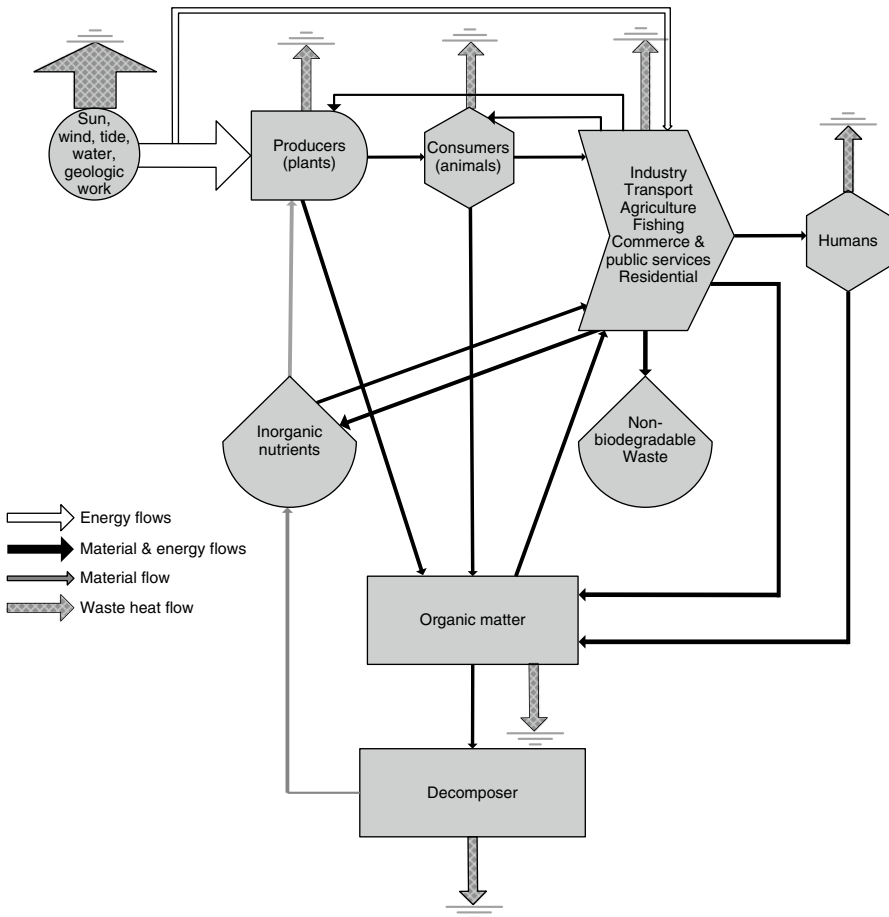 Sun,
wind, tide,
water,
geologic
work
Producers
(plants)
Consumers
(animals)
Industry
Transport
Agriculture
Fishing
Commerce &
public services
Residential
Humans
Inorganic
nutrients
Non-
biodegradable
Waste
Energy flows
Material & energy flows
Material flow
Waste heat flow
Organic matter
Decomposer